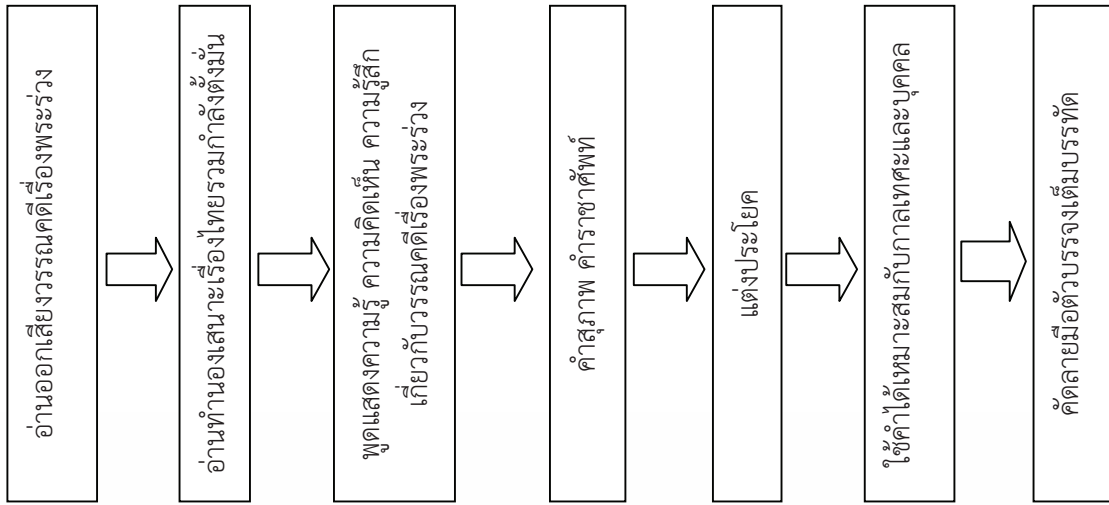 อ่านออกเสียงวรรณคดีเรื่องพระร่วง
อ่านทำนองเสนาะเรื่องไทยรวมกำลังตั้งมั่น
พูดแสดงความรู้ ความคิดเห็น ความรู้สึก
เกี่ยวกับวรรณคดีเรื่องพระร่วง
คำสุภาพ คำราชาศัพท์
แต่งประโยค
ใช้คำได้เหมาะสมกับกาลเทศะและบุคคล
คัดลายมือตัวบรรจงเต็มบรรทัด